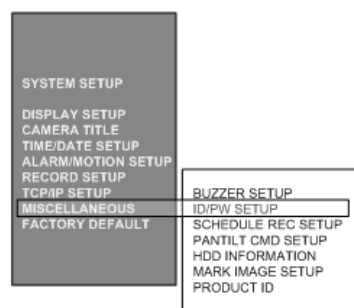 SYSTEM SETUP
DISPLAY SETUP
CAMERA TITLE
TIME/DATE SETUP
ALARM/MOTION SETUP
RECORD SETUP
TCP/IP SETUP
MISCELLANEOUS
FACTORY DEFAULT
BUZZER SETUP
ID/PW SETUP
SCHEDULE REC SETUP
PANTILT CMD SETUP
HDD INFORMATION
MARK IMAGE SETUP
PRODUCT ID